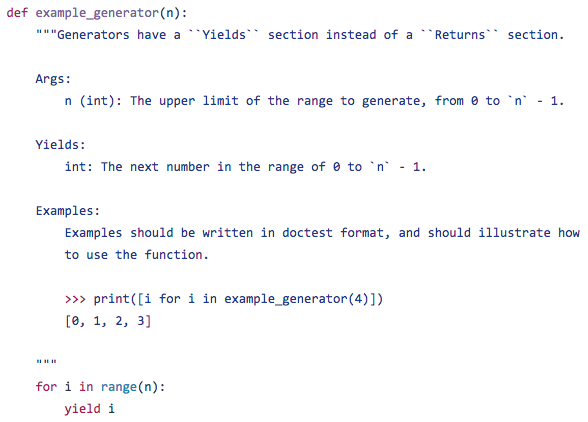 def example_generator(n):
    """Generators have a ``Yields`` section instead of a ``Returns`` section.

    Args:
        n (int): The upper limit of the range to generate, from 0 to `n` - 1.

    Yields:
        int: The next number in the range of 0 to `n` - 1.

    Examples:
        Examples should be written in doctest format, and should illustrate how
        to use the function.

        >>> print([i for i in example_generator(4)])
        [0, 1, 2, 3]

    """
    for i in range(n):
        yield i